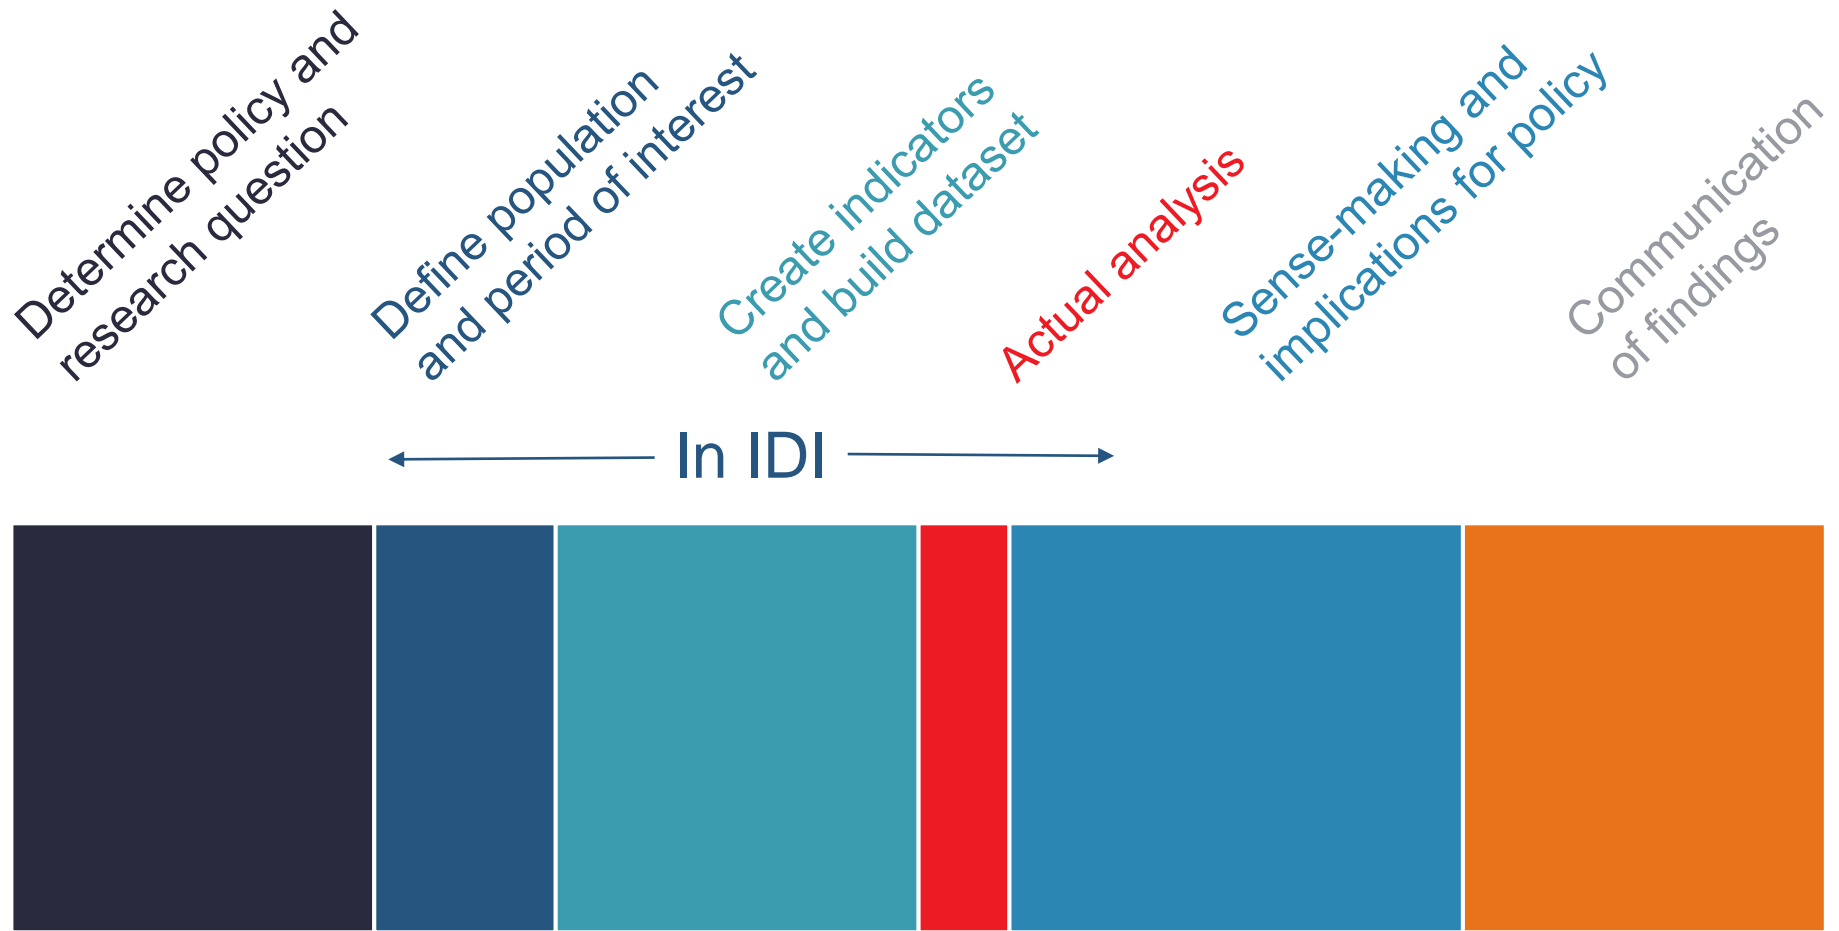 Determine policy and
research question
Define population
and period of interest
Create indicators
and build dataset
Actual analysis
Sense-making and
implications for policy
Communication
of findings
In IDI